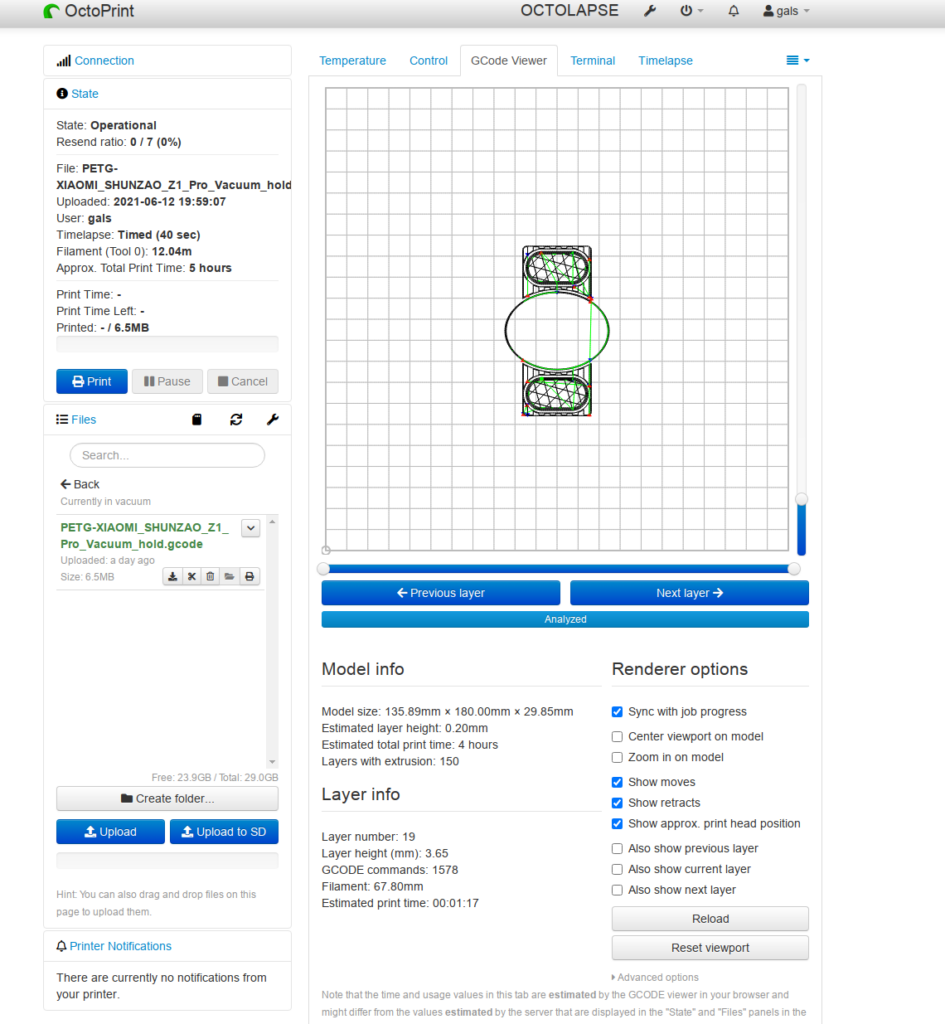 OctoPrint
OCTOLAPSE
gals
Connection
State
State: Operational
Resend ratio: 0 / 7 (0%)
File: PETG-
XIAOMI_SHUNZAO_Z1_Pro_Vacuum_hold
Uploaded: 2021-06-12 19:59:07
User: gals
Timelapse: Timed (40 sec)
Filament (Tool 0): 12.04m
Approx. Total Print Time: 5 hours
Print Time: -
Print Time Left: -
Printed: - / 6.5MB
Print
Pause
Cancel
Files
Search...
Back
Currently in vacuum
PETG-XIAOMI_SHUNZAO_Z1_
Pro_Vacuum_hold.gcode
Uploaded: a day ago
Size: 6.5MB
Free: 23.9GB / Total: 29.0GB
Create folder...
Upload
Upload to SD
Hint: You can also drag and drop files on this
page to upload them.
Printer Notifications
There are currently no notifications from
your printer.
Temperature
Control
GCode Viewer
Terminal
Timelapse
Previous layer
Next layer
Analyzed
Model info
Model size: 135.89mm × 180.00mm × 29.85mm
Estimated layer height: 0.20mm
Estimated total print time: 4 hours
Layers with extrusion: 150
Layer info
Layer number: 19
Layer height (mm): 3.65
GCODE commands: 1578
Filament: 67.80mm
Estimated print time: 00:01:17
Renderer options
Sync with job progress
Center viewport on model
Zoom in on model
Show moves
Show retracts
Show approx. print head position
Also show previous layer
Also show current layer
Also show next layer
Reload
Reset viewport
Advanced options
Note that the time and usage values in this tab are estimated by the GCODE viewer in your browser and
might differ from the values estimated by the server that are displayed in the "State" and "Files" panels in the